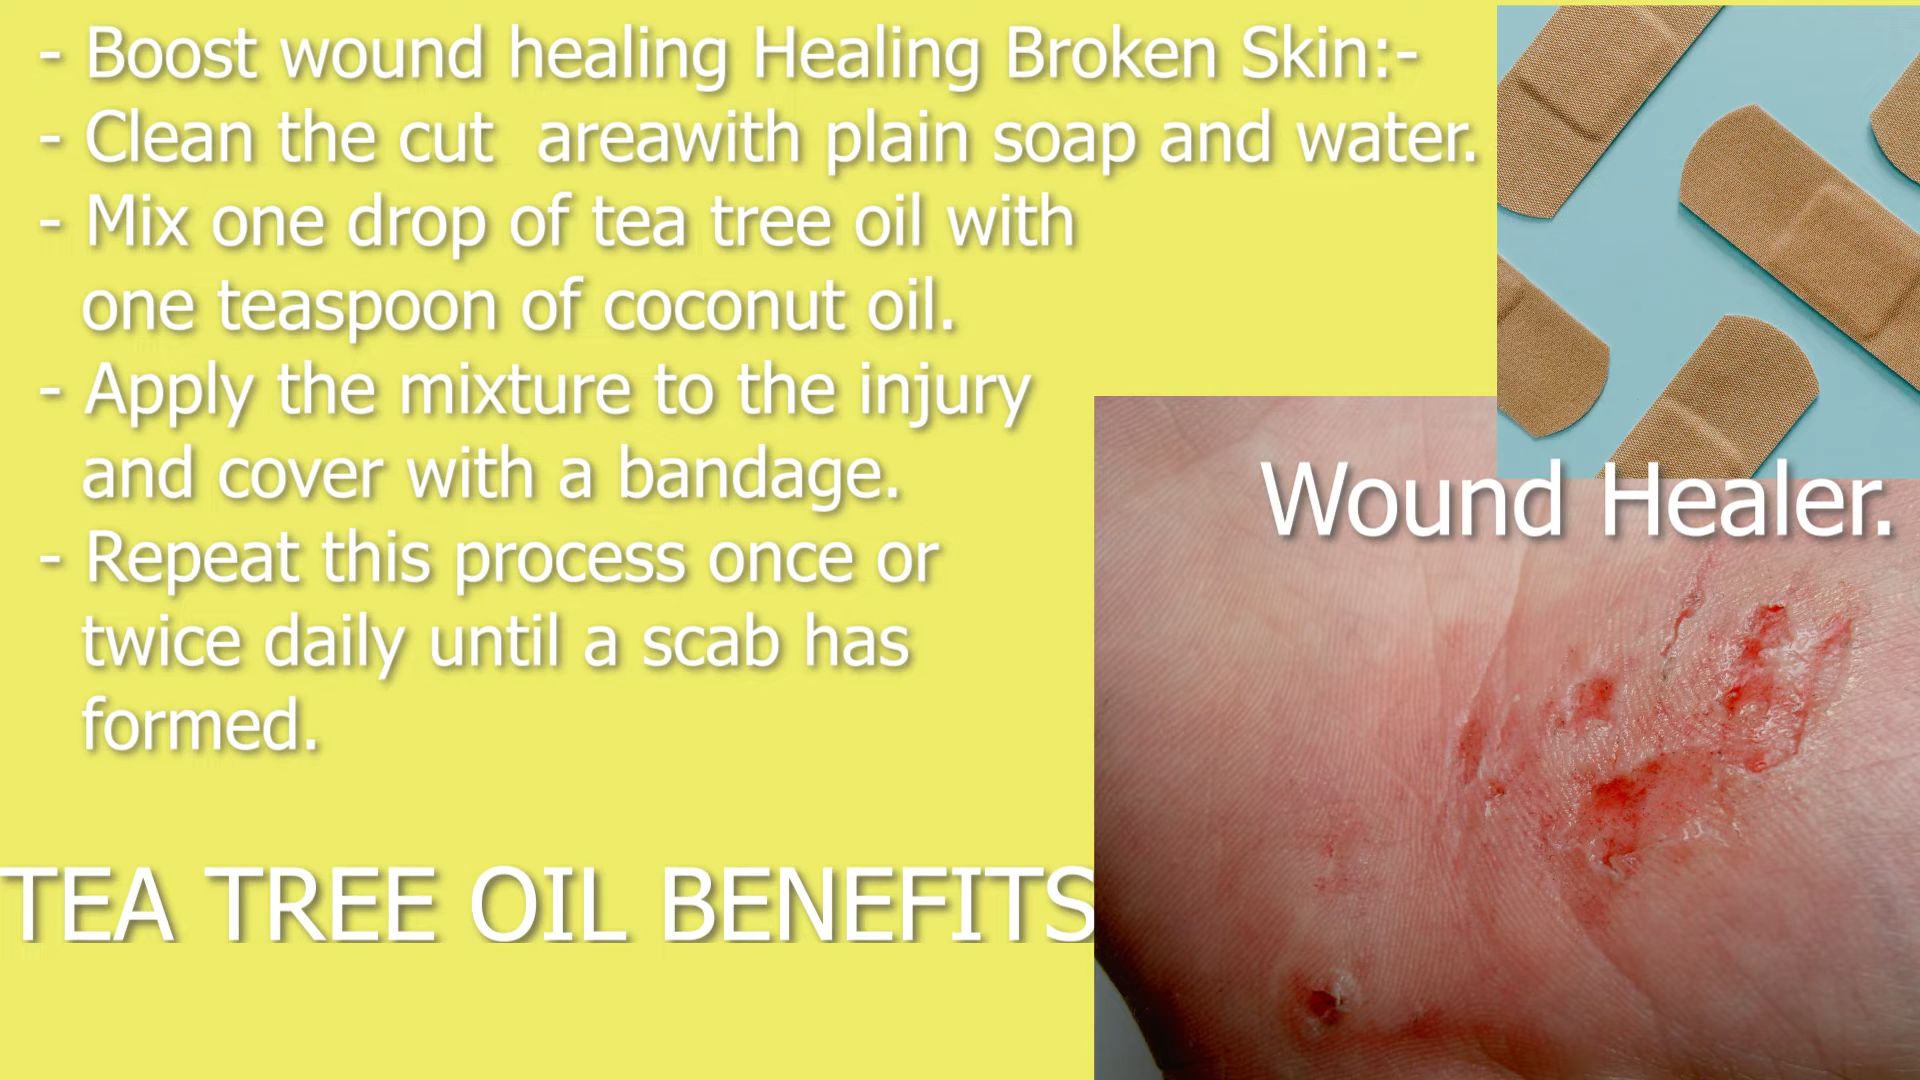 - Boost wound healing Healing Broken Skin:-
- Clean the cut  areawith plain soap and water.
- Mix one drop of tea tree oil with
one teaspoon of coconut oil.
- Apply the mixture to the injury
and cover with a bandage.
- Repeat this process once or
twice daily until a scab has
formed.
Wound Healer.
TEA TREE OIL BENEFITS